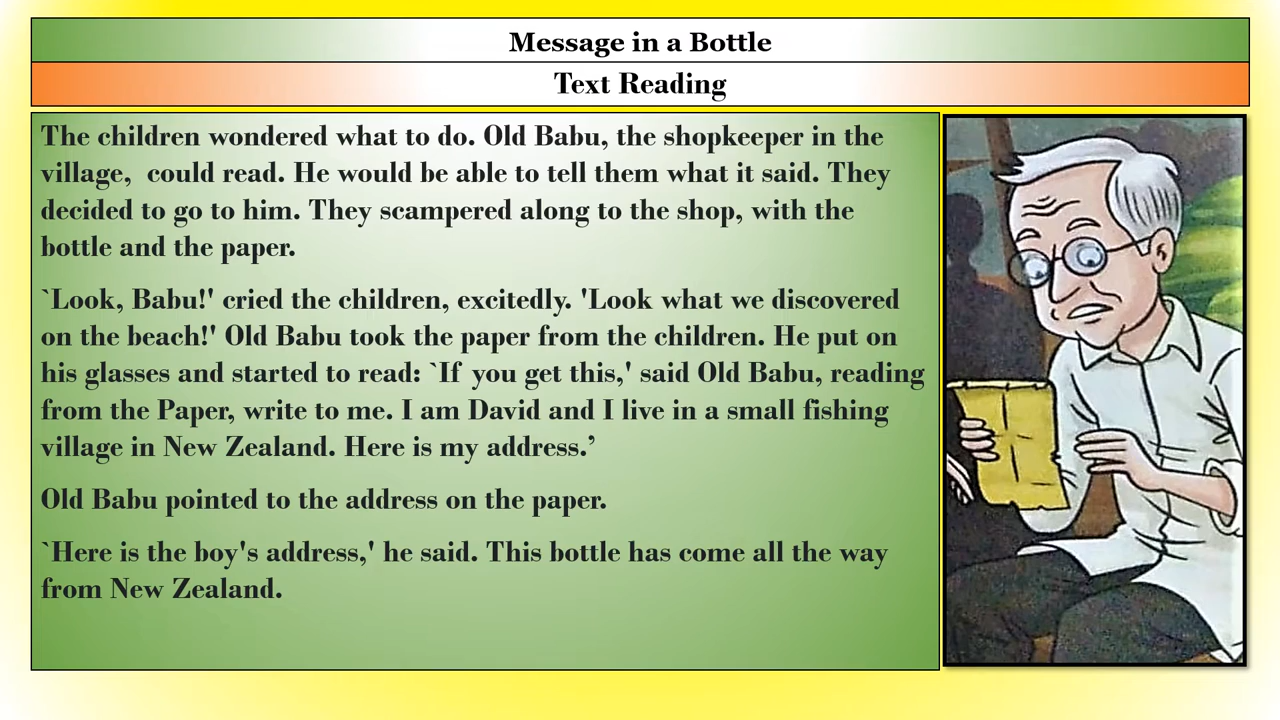 Message in a Bottle
Text Reading
The children wondered what to do. Old Babu, the shopkeeper in the
village,  could read. He would be able to tell them what it said. They
decided to go to him. They scampered along to the shop, with the
bottle and the paper.
`Look, Babu!' cried the children, excitedly. 'Look what we discovered
on the beach!' Old Babu took the paper from the children. He put on
his glasses and started to read: `If you get this,' said Old Babu, reading
from the Paper, write to me. I am David and I live in a small fishing
village in New Zealand. Here is my address.’
Old Babu pointed to the address on the paper.
`Here is the boy's address,' he said. This bottle has come all the way
from New Zealand.